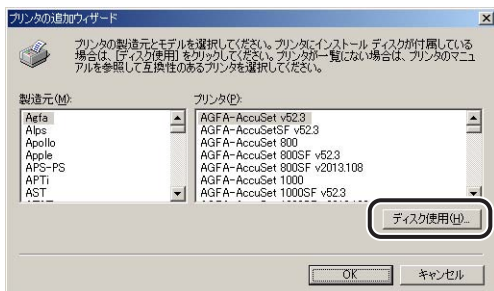 プリンタの追加ウィザード
プリンタの製造元とモデルを選択してください。プリンタにインストール ディスクが付属している
場合は、[ディスク使用] をクリックしてください。プリンタが一覧にない場合は、プリンタのマニュ
アルを参照して互換性のあるプリンタを選択してください。
製造元(M):
プリンタ(P):
Agfa
Alps
Apollo
Apple
APS-PS
APTi
AST
AGFA-AccuSet v52.3
AGFA-AccuSetSF v52.3
AGFA-AccuSet 800
AGFA-AccuSet 800SF v52.3
AGFA-AccuSet 800SF v2013.108
AGFA-AccuSet 1000
AGFA-AccuSet 1000SF v52.3
ディスク使用(H)...
OK
キャンセル